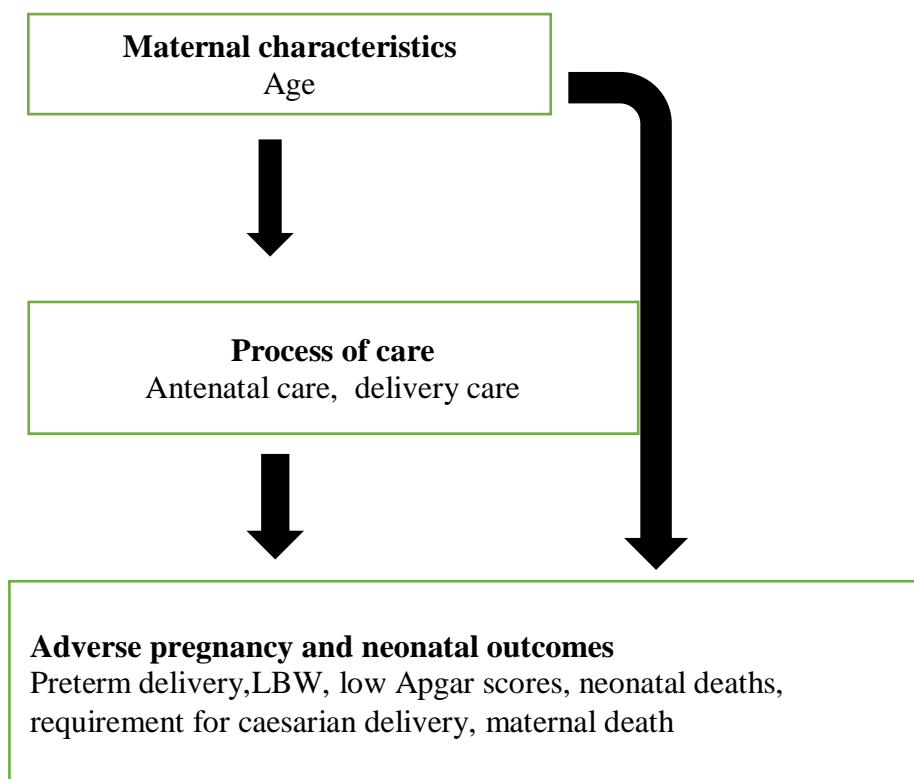 Maternal characteristics
Age
Process of care
Antenatal care,  delivery care
Adverse pregnancy and neonatal outcomes
Preterm delivery,LBW, low Apgar scores, neonatal deaths,
requirement for caesarian delivery, maternal death